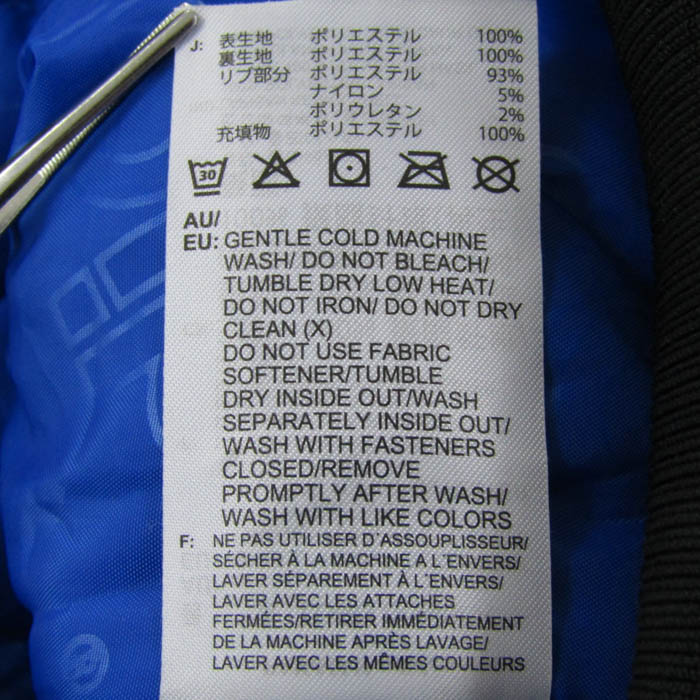 J: 表生地 ポリエステル 100%
裏生地 ポリエステル 100%
リブ部分 ポリエステル 93%
ナイロン 5%
ポリウレタン 2%
充填物 ポリエステル 100%
30
AU/
EU: GENTLE COLD MACHINE
WASH/ DO NOT BLEACH/
TUMBLE DRY LOW HEAT/
DO NOT IRON/ DO NOT DRY
CLEAN (X)
DO NOT USE FABRIC
SOFTENER/TUMBLE
DRY INSIDE OUT/WASH
SEPARATELY INSIDE OUT/
WASH WITH FASTENERS
CLOSED/REMOVE
PROMPTLY AFTER WASH/
WASH WITH LIKE COLORS
F: NE PAS UTILISER D´ASSOUPLISSEUR/
SÉCHER À LA MACHINE A L´ENVERS/
LAVER SÉPAREMENT À L´ENVERS/
LAVER AVEC LES ATTACHES
FERMÉES/RETIRER IMMÉDIATEMENT
DE LA MACHINE APRÈS LAVAGE/
LAVER AVEC LES MÊMES COULEURS